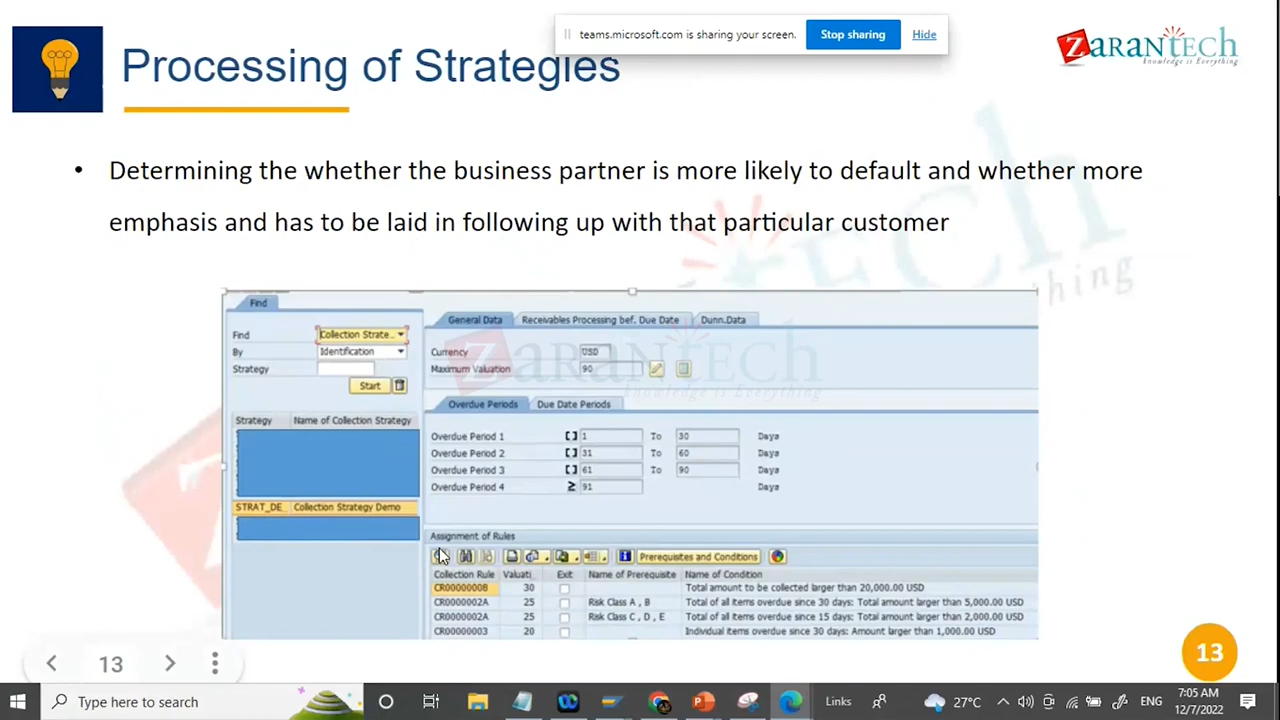 teams.microsoft.com is sharing your screen. Stop sharing Hide
ZARANTECH
Knowledge is Everything
Processing of Strategies
• Determining the whether the business partner is more likely to default and whether more
emphasis and has to be laid in following up with that particular customer
Find
Find Collection Strate..
By Identification
Strategy
Start
Strategy Name of Collection Strategy
STRAT_DE.. Collection Strategy Demo
General Data Receivables Processing bef. Due Date Dunn.Data
Currency USD
Maximum Valuation 90
Overdue Periods Due Date Periods
Overdue Period 1 [ ] 1 To 30 Days
Overdue Period 2 [ ] 31 To 60 Days
Overdue Period 3 [ ] 61 To 90 Days
Overdue Period 4 ≥ 91 Days
Assignment of Rules
Prerequisites and Conditions
Collection Rule Valuati.. Exit Name of Prerequisite Name of Condition
CR00000008 30 Total amount to be collected larger than 20,000.00 USD
CR0000002A 25 Risk Class A , B Total of all items overdue since 30 days: Total amount larger than 5,000.00 USD
CR0000002A 25 Risk Class C , D , E Total of all items overdue since 15 days: Total amount larger than 2,000.00 USD
CR00000003 20 Individual items overdue since 30 days: Amount larger than 1,000.00 USD
ZARANTECH
Knowledge is Everything
13
13
Type here to search
Links
27°C
ENG
7:05 AM
12/7/2022